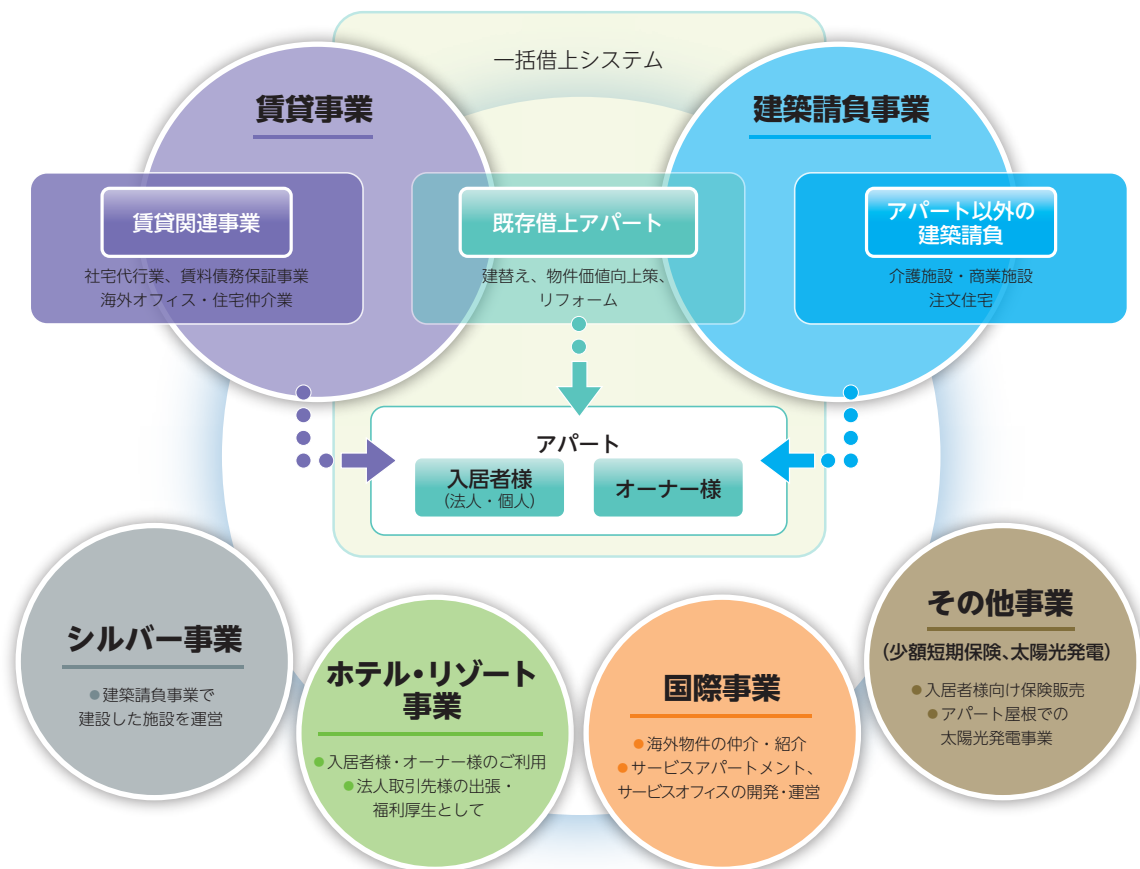 一括借上システム
賃貸事業
建築請負事業
賃貸関連事業
社宅代行業、賃料債務保証事業
海外オフィス・住宅仲介業
既存借上アパート
建替え、物件価値向上策、
リフォーム
アパート以外の
建築請負
介護施設・商業施設
注文住宅
アパート
入居者様
(法人・個人)
オーナー様
シルバー事業
●建築請負事業で
建設した施設を運営
ホテル・リゾート
事業
●入居者様・オーナー様のご利用
●法人取引先様の出張・
福利厚生として
国際事業
●海外物件の仲介・紹介
●サービスアパートメント、
サービスオフィスの開発・運営
その他事業
(少額短期保険、太陽光発電)
●入居者様向け保険販売
●アパート屋根での
太陽光発電事業